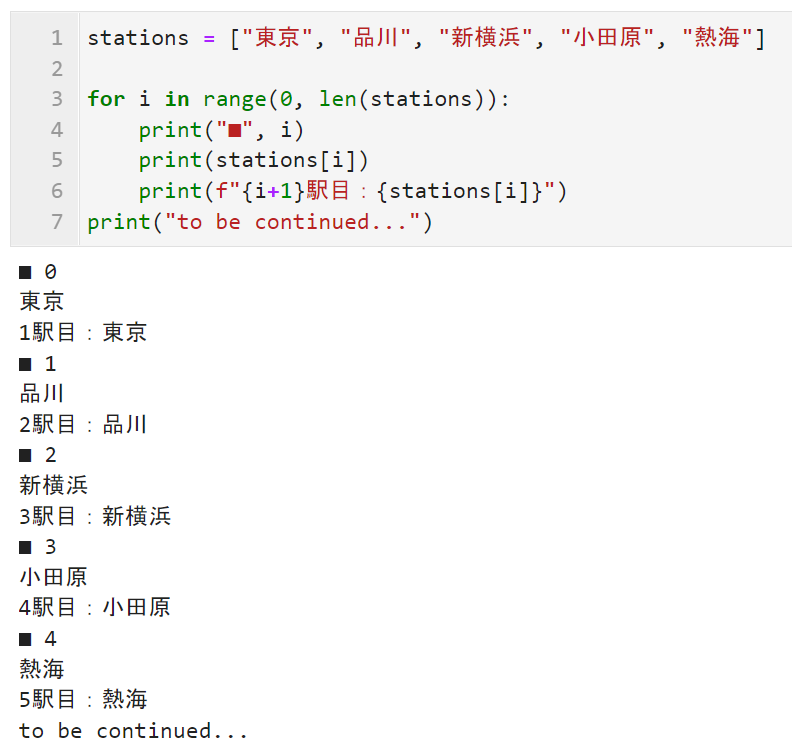 1 stations = ["東京", "品川", "新横浜", "小田原", "熱海"]
2
3 for i in range(0, len(stations)):
4     print("■", i)
5     print(stations[i])
6     print(f"{i+1}駅目：{stations[i]}")
7 print("to be continued...")
■ 0
東京
1駅目：東京
■ 1
品川
2駅目：品川
■ 2
新横浜
3駅目：新横浜
■ 3
小田原
4駅目：小田原
■ 4
熱海
5駅目：熱海
to be continued...